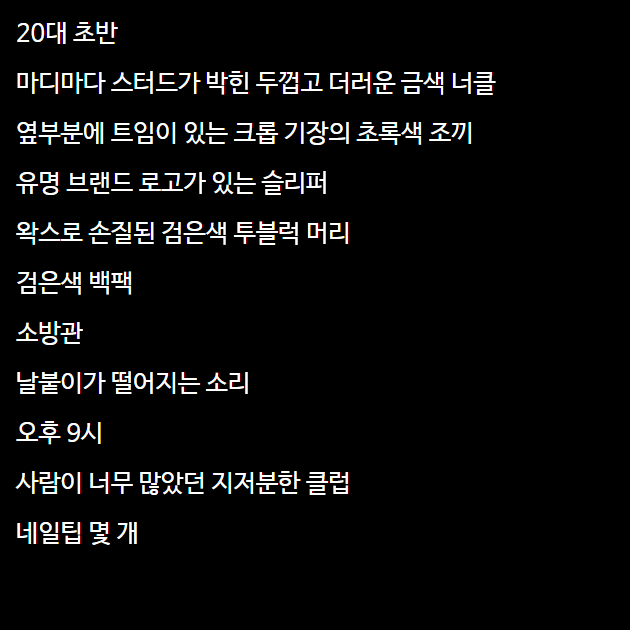 20대 초반
마디마다 스터드가 박힌 두껍고 더러운 금색 너클
옆부분에 트임이 있는 크롭 기장의 초록색 조끼
유명 브랜드 로고가 있는 슬리퍼
왁스로 손질된 검은색 투블럭 머리
검은색 백팩
소방관
날붙이가 떨어지는 소리
오후 9시
사람이 너무 많았던 지저분한 클럽
네일팁 몇 개